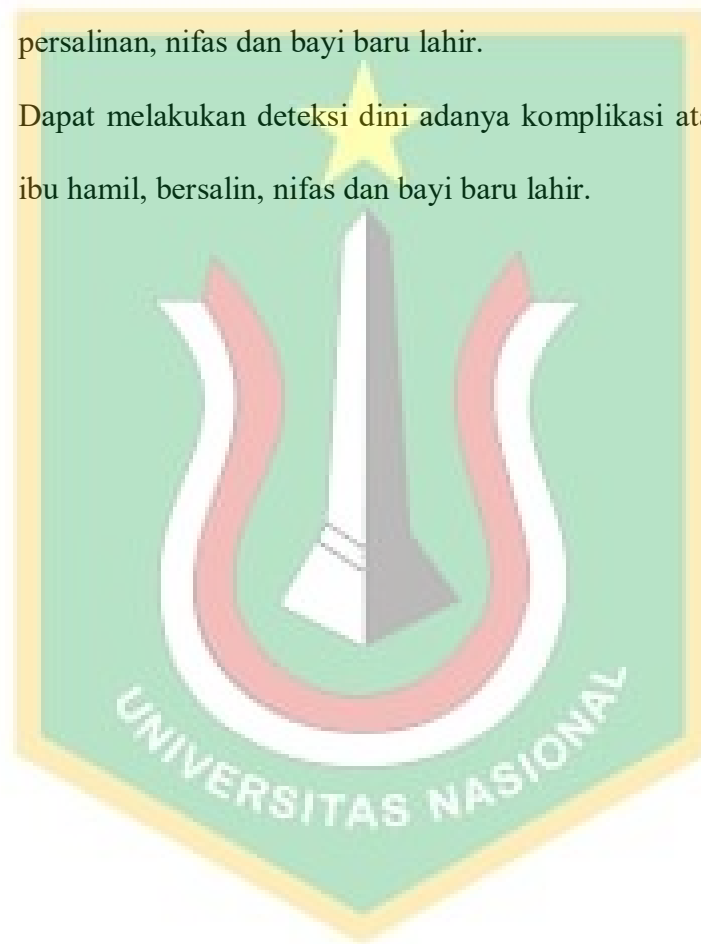 persalinan, nifas dan bayi baru lahir.
Dapat melakukan deteksi dini adanya komplikasi
ibu hamil, bersalin, nifas dan bayi baru lahir.
UNIVERSITAS NASIONAL